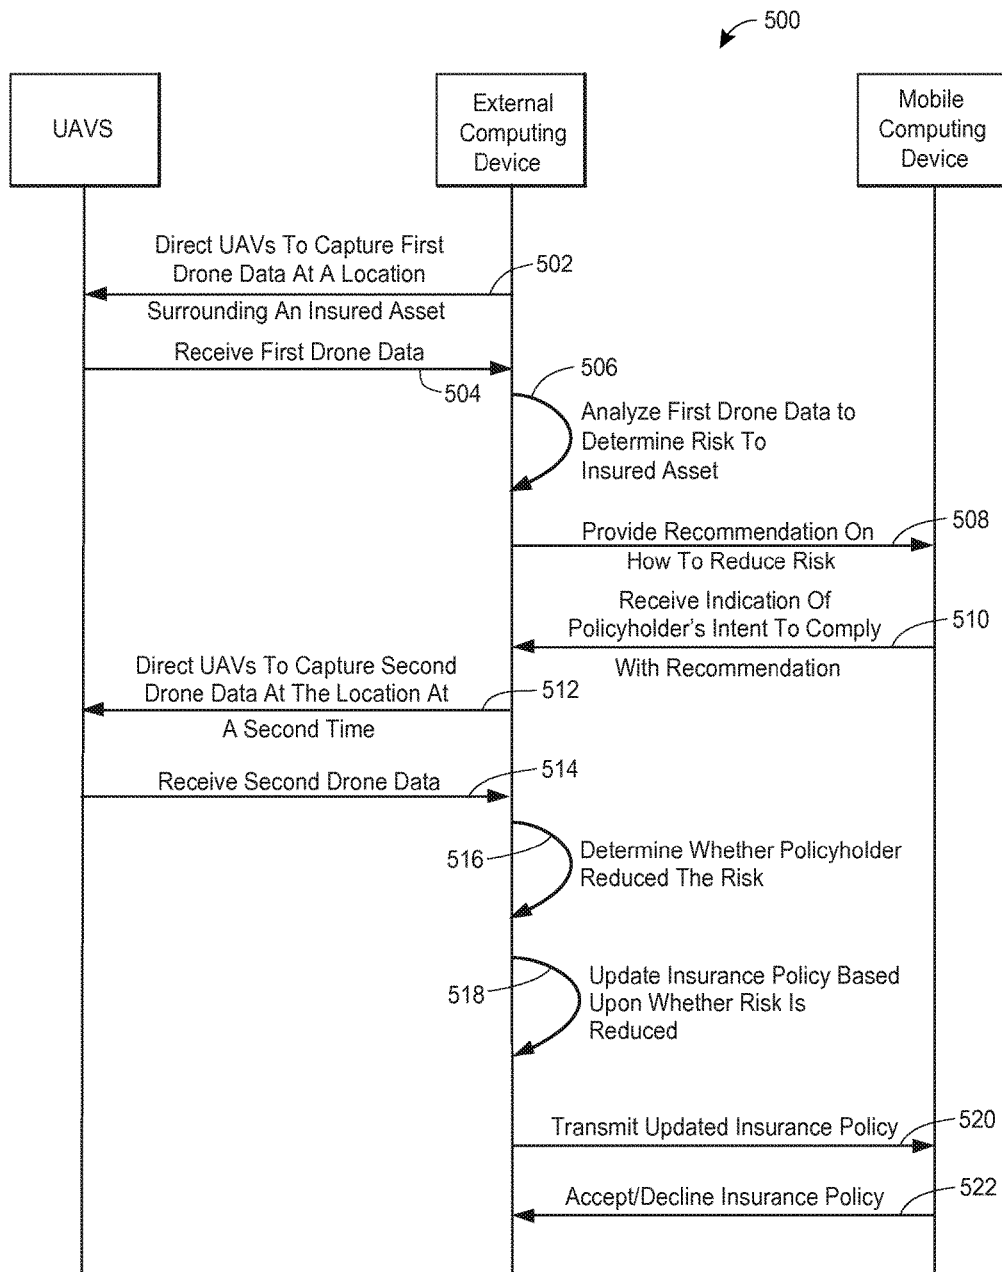 500
UAVS
External
Computing
Device
Mobile
Computing
Device
Direct UAVs To Capture First
Drone Data At A Location
502
Surrounding An Insured Asset
Receive First Drone Data
504
506
Analyze First Drone Data to
Determine Risk To
Insured Asset
508
Provide Recommendation On
How To Reduce Risk
Receive Indication Of
Policyholder's Intent To Comply
510
With Recommendation
Direct UAVs To Capture Second
Drone Data At The Location At
512
A Second Time
Receive Second Drone Data
514
516
Determine Whether Policyholder
Reduced The Risk
518
Update Insurance Policy Based
Upon Whether Risk Is
Reduced
Transmit Updated Insurance Policy
520
Accept/Decline Insurance Policy
522